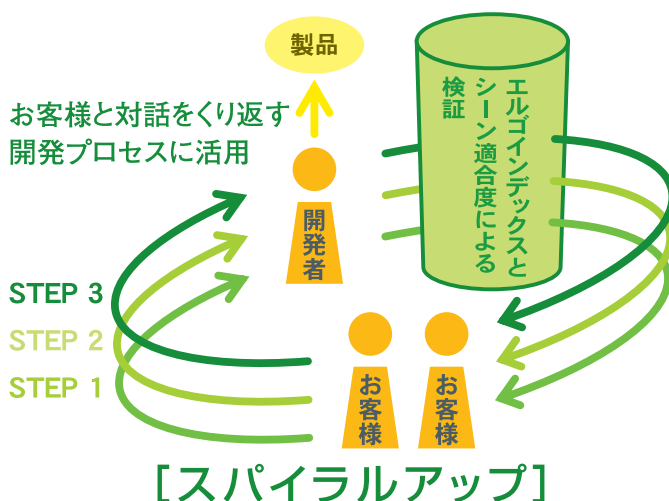 製品
お客様と対話をくり返す
開発プロセスに活用
エルゴインデックスと
シーン適合度による
検証
開発者
STEP 3
STEP 2
STEP 1
お客様
お客様
[スパイラルアップ]